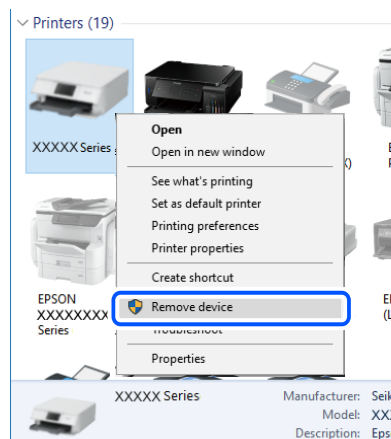 Printers (19)
XXXXX Series
Open
Open in new window
See what's printing
Set as default printer
Printing preferences
Printer properties
Create shortcut
Remove device
Troubleshoot
Properties
EPSON
XXXXXXXX
Series
XXXXX Series
Manufacturer:
Model:
Description: